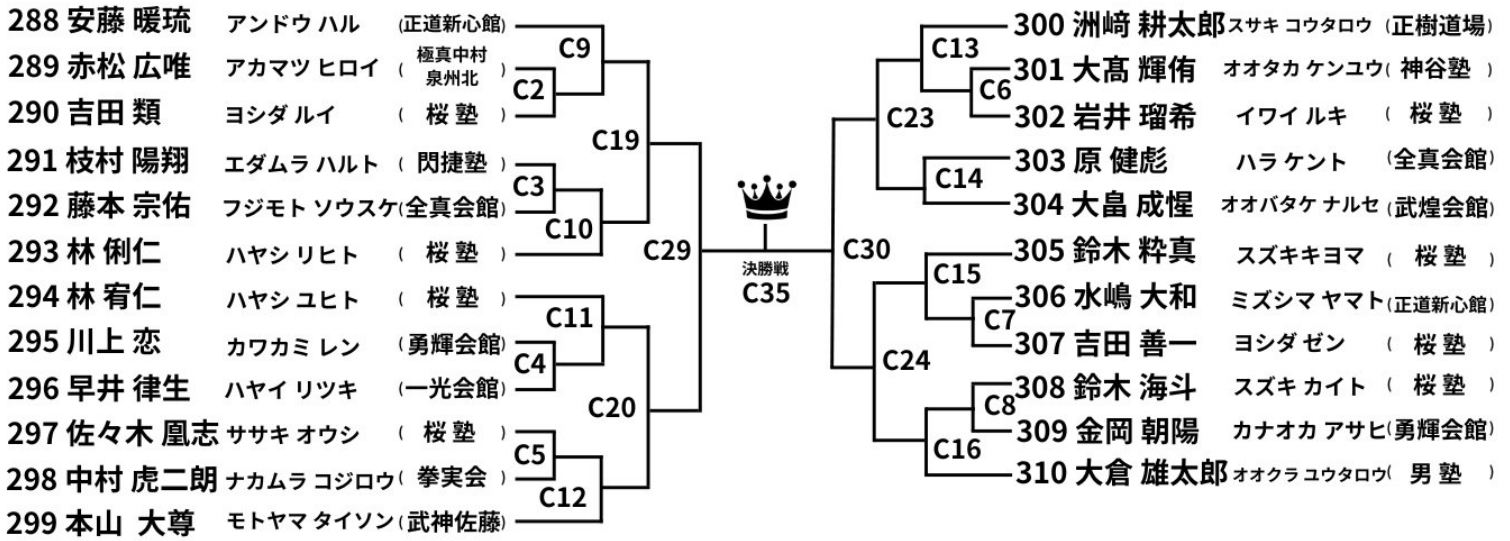 288 安藤 暖琉 アンドウ ハル (正道新心会館)
289 赤松 広唯 アカマツ ヒロイ (極真中村 泉州北)
290 吉田 類 ヨシダ ルイ (桜 塾)
291 枝村 陽翔 エダムラ ハルト (閃捷塾)
292 藤本 宗佑 フジモト ソウスケ (全真会館)
293 林 俐仁 ハヤシ リヒト (桜 塾)
294 林 宥仁 ハヤシ ユヒト (桜 塾)
295 川上 恋 カワカミ レン (勇輝会館)
296 早井 律生 ハヤイ リツキ (一光会館)
297 佐々木 凰志 ササキ オウシ (桜 塾)
298 中村 虎二朗 ナカムラ コジロウ (拳実会)
299 本山 大尊 モトヤマ タイソン (武神佐藤)
C9
C2
C19
C3
C10
C29
C11
C4
C20
C5
C12
決勝戦
C35
C13
C6
C23
C14
C30
C15
C7
C24
C8
C16
300 洲﨑 耕太郎 スサキ コウタロウ (正樹道場)
301 大髙 輝侑 オオタカ ケンユウ (神谷塾)
302 岩井 瑠希 イワイ ルキ (桜 塾)
303 原 健彪 ハラ ケント (全真会館)
304 大畠 成惺 オオバタケ ナルセ (武煌会館)
305 鈴木 粋真 スズキキヨマ (桜 塾)
306 水嶋 大和 ミズシマ ヤマト (正道新心会館)
307 吉田 善一 ヨシダ ゼン (桜 塾)
308 鈴木 海斗 スズキ カイト (桜 塾)
309 金岡 朝陽 カナオカ アサヒ (勇輝会館)
310 大倉 雄太郎 オオクラ ユウタロウ (男 塾)